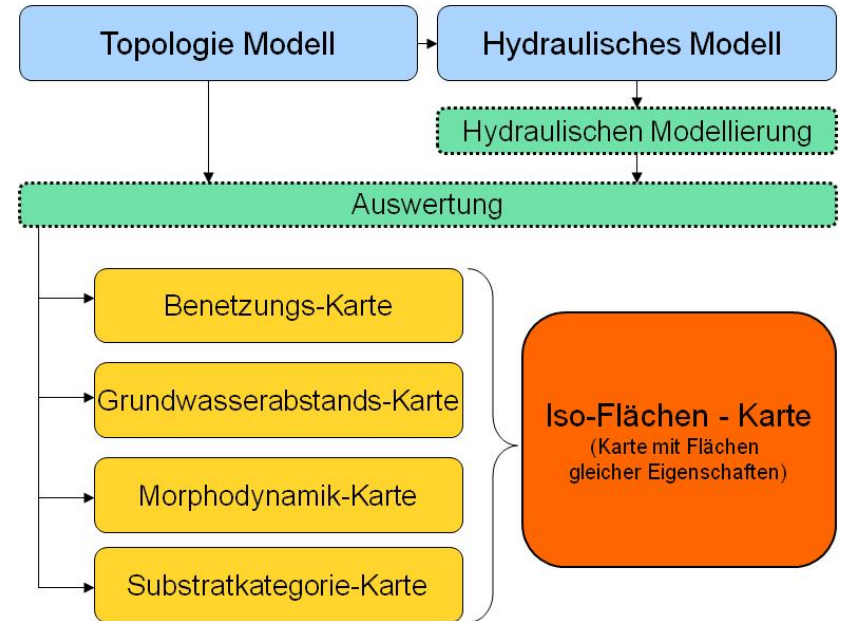 Topologie Modell
Hydraulisches Modell
Hydraulischen Modellierung
Auswertung
Benetzungs-Karte
Grundwasserabstands-Karte
Morphodynamik-Karte
Substratkategorie-Karte
Iso-Flächen - Karte
(Karte mit Flächen
gleicher Eigenschaften)